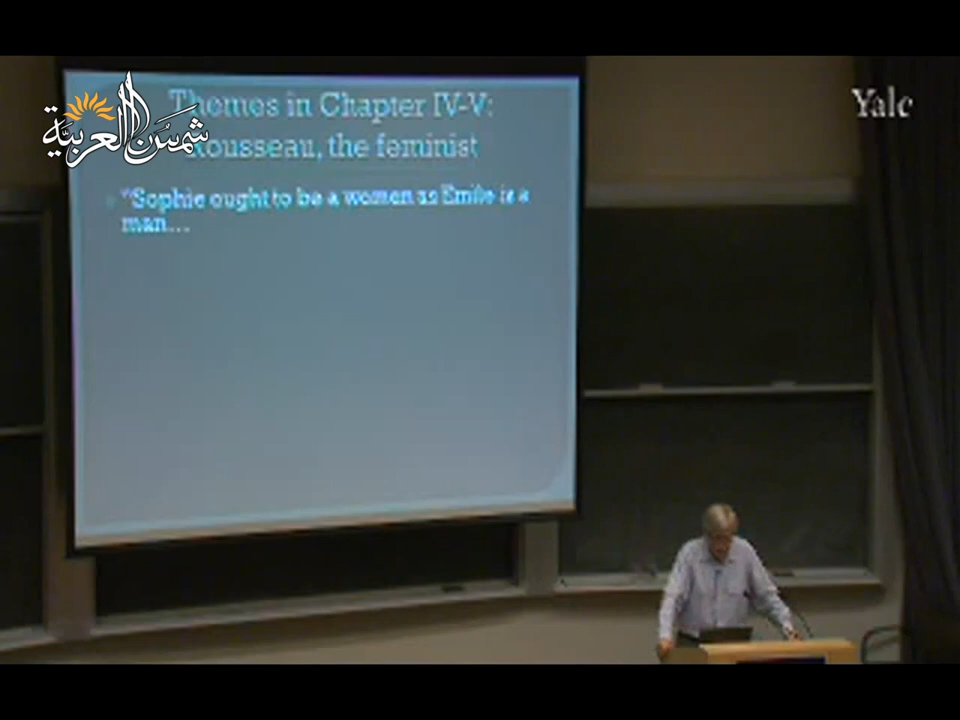 Themes in Chapter IV-V:
Rousseau, the feminist
"Sophie ought to be a women as Emile is a
man…
Yale
شمس العربية